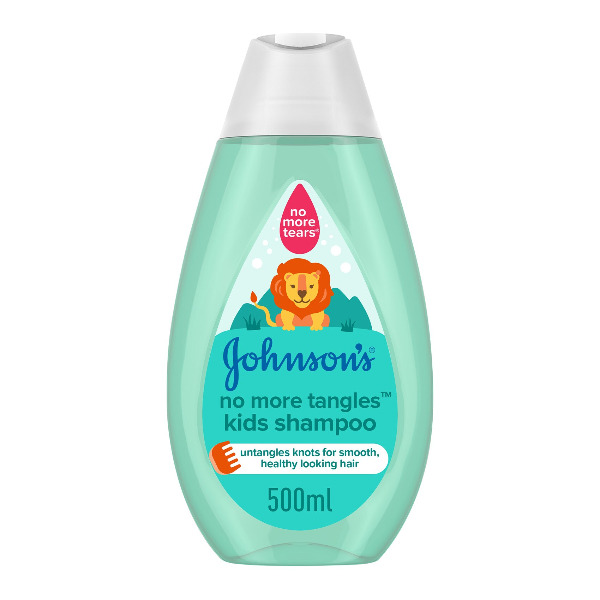 no
more
tears®
Johnson's®
no more tangles™
kids shampoo
untangles knots for smooth,
healthy looking hair
500ml